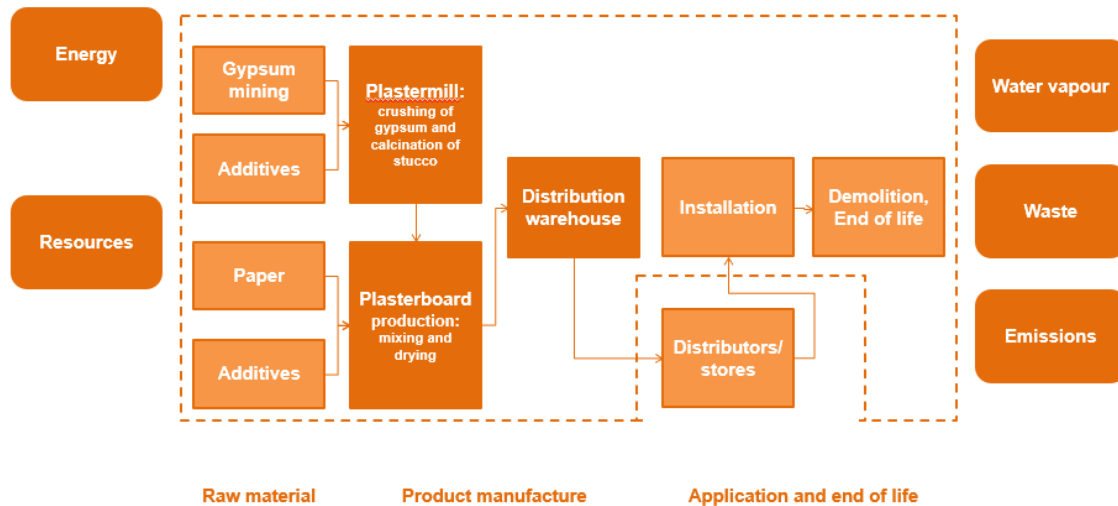 Energy
Resources
Gypsum
mining
Additives
Paper
Additives
Plastermill:
crushing of
gypsum and
calcination of
stucco
Plasterboard
production:
mixing and
drying
Distribution
warehouse
Installation
Demolition,
End of life
Distributors/
stores
Water vapour
Waste
Emissions
Raw material
Product manufacture
Application and end of life